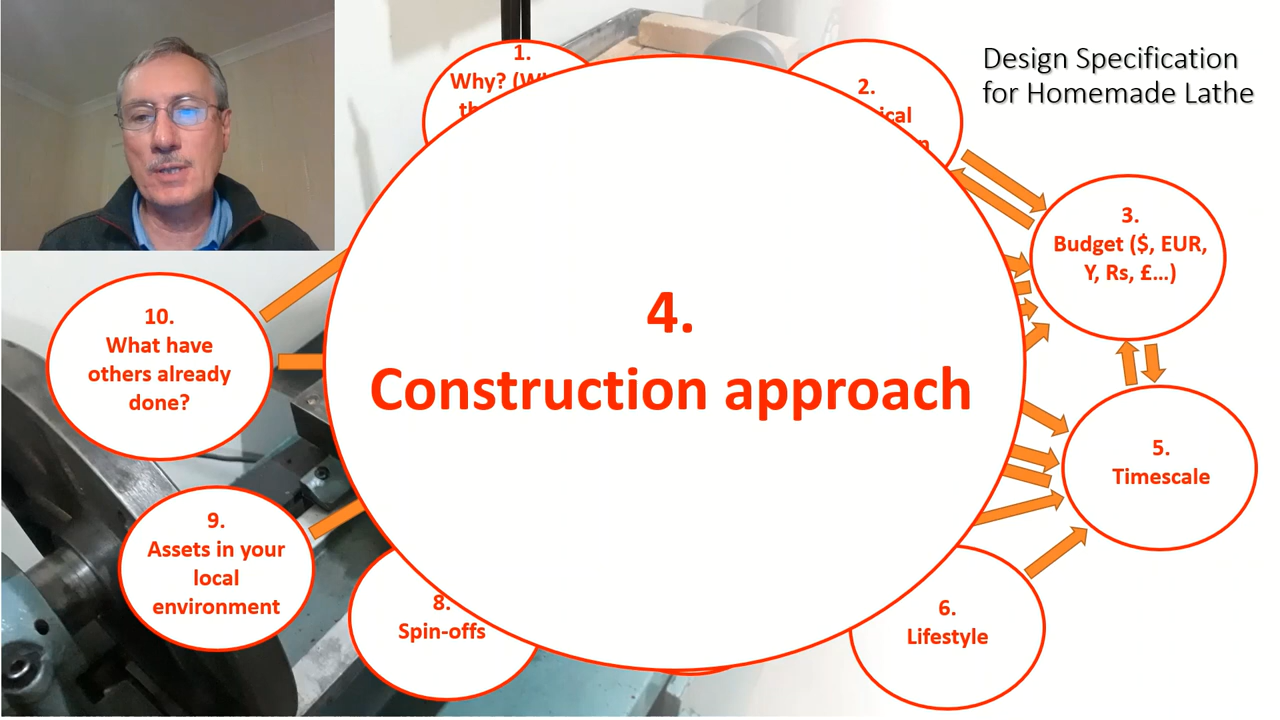 Design Specification
for Homemade Lathe
1.
Why?
2.
3.
Budget ($, EUR,
Y, Rs, £…)
4.
Construction approach
5.
Timescale
6.
Lifestyle
8.
Spin-offs
9.
Assets in your
local
environment
10.
What have
others already
done?